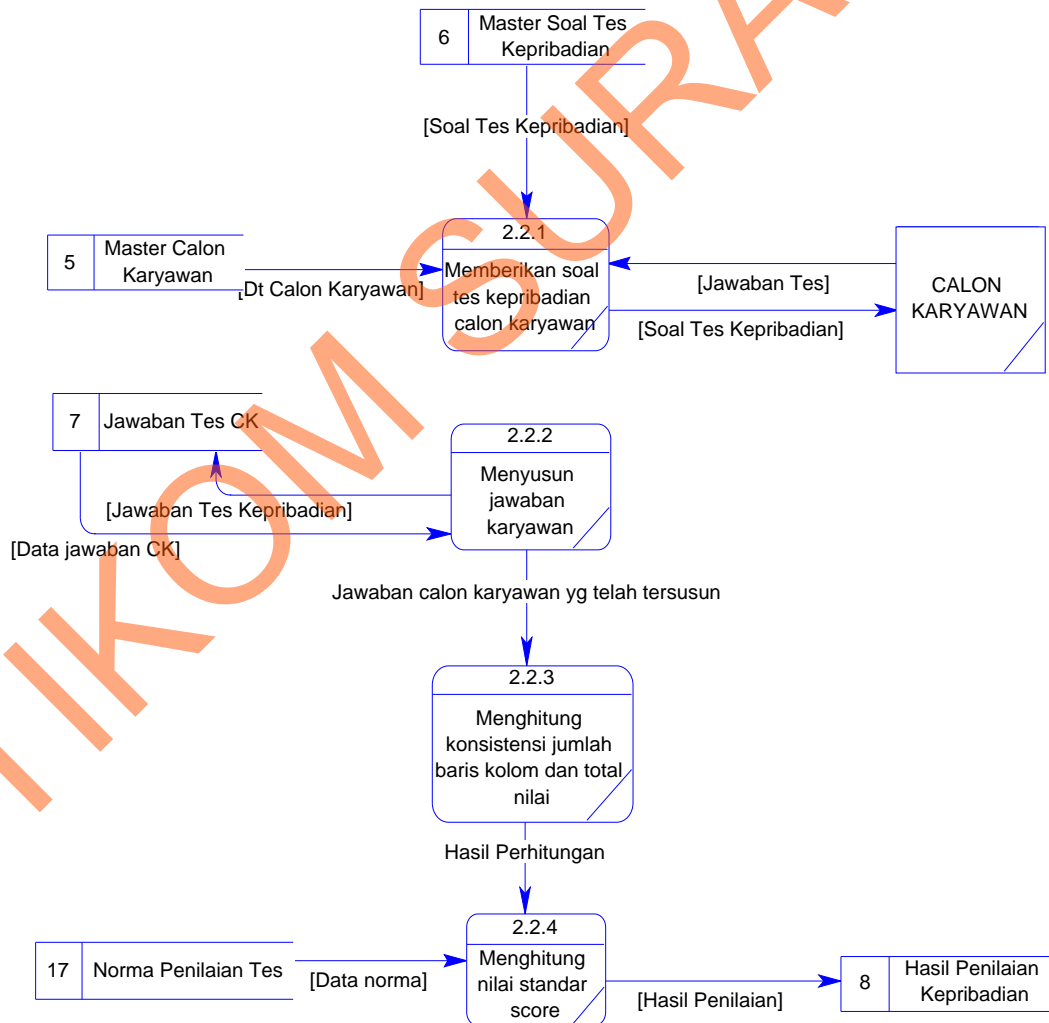 6
Master Soal Tes
Kepribadian
[Soal Tes Kepribadian]
5
Master Calon
Karyawan
[Dt Calon Karyawan]
2.2.1
Memberikan soal
tes kepribadian
calon karyawan
[Jawaban Tes]
[Soal Tes Kepribadian]
CALON
KARYAWAN
7
Jawaban Tes CK
[Jawaban Tes Kepribadian]
[Data jawaban CK]
2.2.2
Menyusun
jawaban
karyawan
Jawaban calon karyawan yg telah tersusun
2.2.3
Menghitung
konsistensi jumlah
baris kolom dan total
nilai
Hasil Perhitungan
17
Norma Penilaian Tes
[Data norma]
2.2.4
Menghitung
nilai standar
score
[Hasil Penilaian]
8
Hasil Penilaian
Kepribadian
IKOM SURA